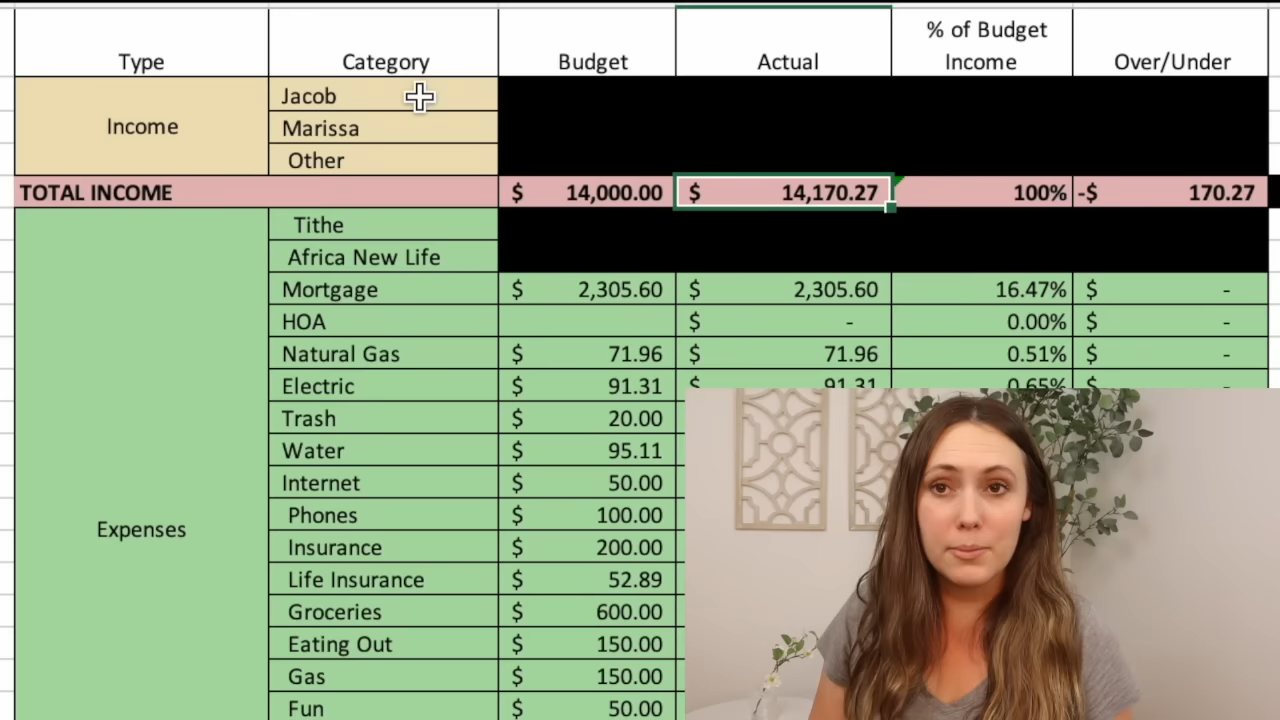 Type Category Budget Actual % of Budget Income Over/Under
Income
Jacob
Marissa
Other
TOTAL INCOME $ 14,000.00 $ 14,170.27 100% -$ 170.27
Expenses
Tithe
Africa New Life
Mortgage $ 2,305.60 $ 2,305.60 16.47% $ -
HOA $ - 0.00% $ -
Natural Gas $ 71.96 $ 71.96 0.51% $ -
Electric $ 91.31 $ 91.31 0.65% $ -
Trash $ 20.00
Water $ 95.11
Internet $ 50.00
Phones $ 100.00
Insurance $ 200.00
Life Insurance $ 52.89
Groceries $ 600.00
Eating Out $ 150.00
Gas $ 150.00
Fun $ 50.00